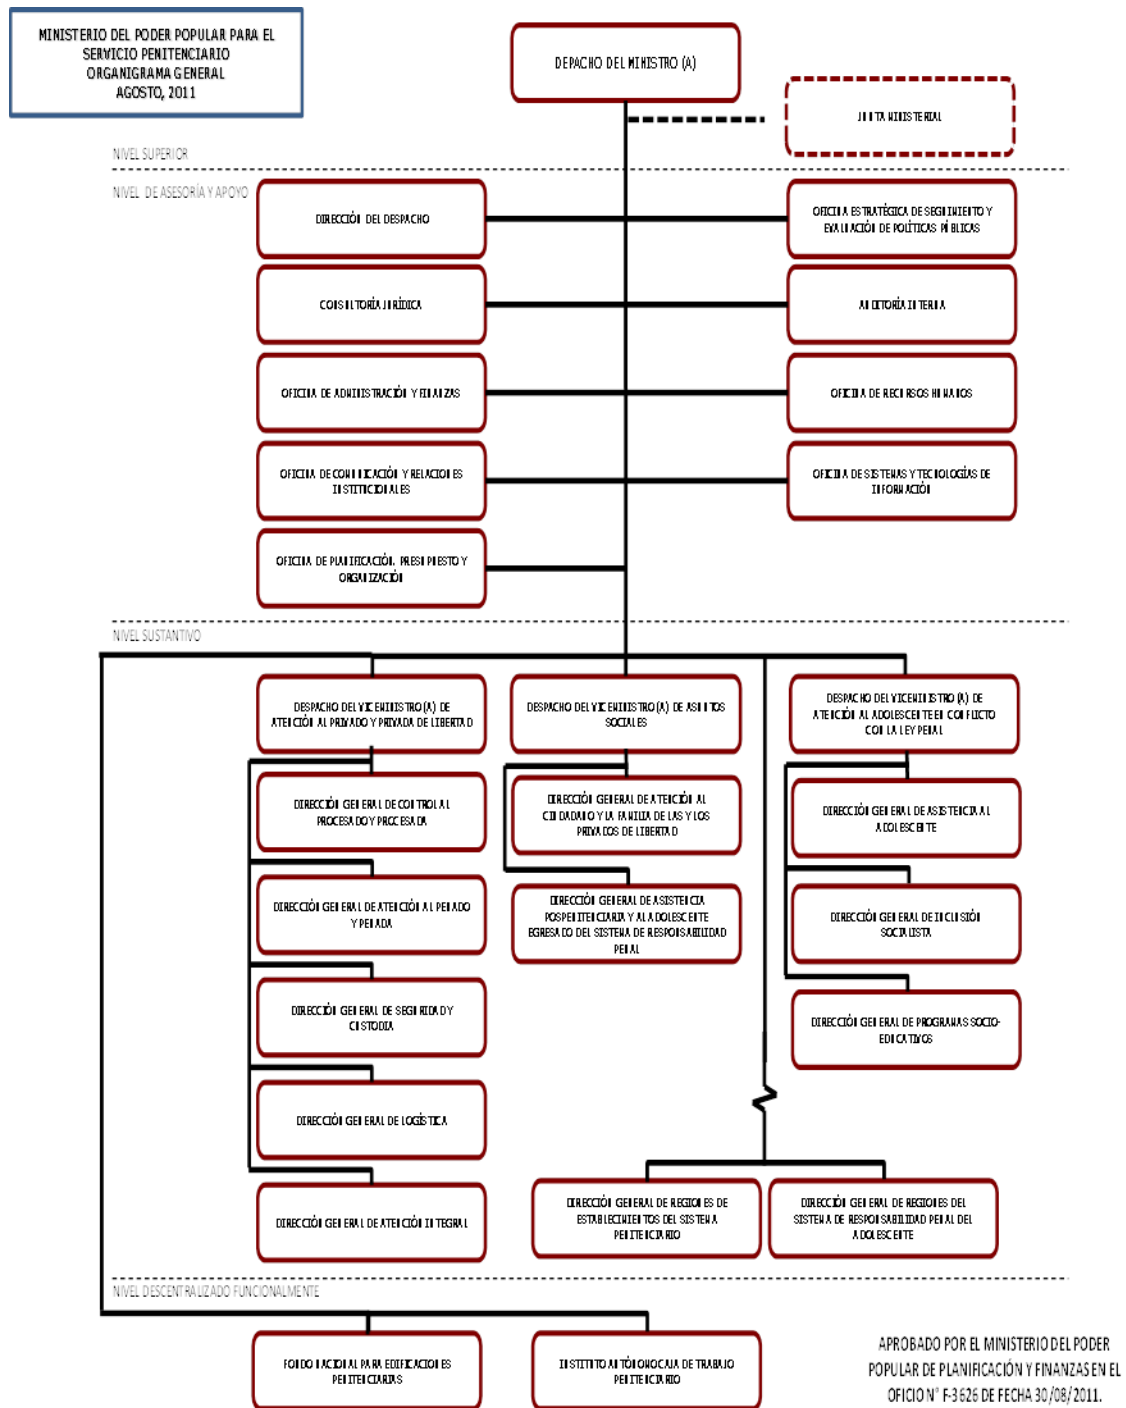 MINISTERIO DEL PODER POPULAR PARA EL
SERVICIO PENITENCIARIO
ORGANIGRAMA GENERAL
AGOSTO, 2011
DEPACHO DEL MINISTRO (A)
JUNTA MINISTERIAL
NIVEL SUPERIOR
NIVEL DE ASESORÍA Y APOYO
DIRECCIÓN DEL DESPACHO
OFICINA ESTRATÉGICA DE SEGUIMIENTO Y
EVALUACIÓN DE POLÍTICAS PÚBLICAS
CONSULTORÍA JURÍDICA
AUDITORÍA INTERNA
OFICINA DE ADMINISTRACIÓN Y FINANZAS
OFICINA DE RECURSOS HUMANOS
OFICINA DE COMUNICACIÓN Y RELACIONES
INSTITUCIONALES
OFICINA DE SISTEMAS Y TECNOLOGÍAS DE
INFORMACIÓN
OFICINA DE PLANIFICACIÓN, PRESUPUESTO Y
ORGANIZACIÓN
NIVEL SUSTANTIVO
DESPACHO DEL VICEMINISTRO (A) DE
ATENCIÓN AL PRIVADO Y PRIVADA DE LIBERTAD
DESPACHO DEL VICEMINISTRO (A) DE ASUNTOS
SOCIALES
DESPACHO DEL VICEMINISTRO (A) DE
ATENCIÓN AL ADOLESCENTE EN CONFLICTO
CON LA LEY PENAL
DIRECCIÓN GENERAL DE CONTROL AL
PROCESADO Y PROCESADA
DIRECCIÓN GENERAL DE ATENCIÓN AL
CIUDADANO Y LA FAMILIA DE LAS Y LOS
PRIVADOS DE LIBERTAD
DIRECCIÓN GENERAL DE ASISTENCIA AL
ADOLESCENTE
DIRECCIÓN GENERAL DE ATENCIÓN AL PENADO
Y PENADA
DIRECCIÓN GENERAL DE ASISTENCIA
POSPENITENCIARIA Y AL ADOLESCENTE
EGRESADO DEL SISTEMA DE RESPONSABILIDAD
PENAL
DIRECCIÓN GENERAL DE INCLUSIÓN
SOCIALISTA
DIRECCIÓN GENERAL DE SEGURIDAD Y
CUSTODIA
DIRECCIÓN GENERAL DE PROGRAMAS SOCIO-
EDUCATIVOS
DIRECCIÓN GENERAL DE LOGÍSTICA
DIRECCIÓN GENERAL DE ATENCIÓN INTEGRAL
DIRECCIÓN GENERAL DE REGIONES DE
ESTABLECIMIENTOS DEL SISTEMA
PENITENCIARIO
DIRECCIÓN GENERAL DE REGIONES DEL
SISTEMA DE RESPONSABILIDAD PENAL DEL
ADOLESCENTE
NIVEL DESCENTRALIZADO FUNCIONALMENTE
FONDO NACIONAL PARA EDIFICACIONES
PENITENCIARIAS
INSTITUTO AUTÓNOMO CAJA DE TRABAJO
PENITENCIARIO
APROBADO POR EL MINISTERIO DEL PODER
POPULAR DE PLANIFICACIÓN Y FINANZAS EN EL
OFICIO N° F-3626 DE FECHA 30/08/2011.